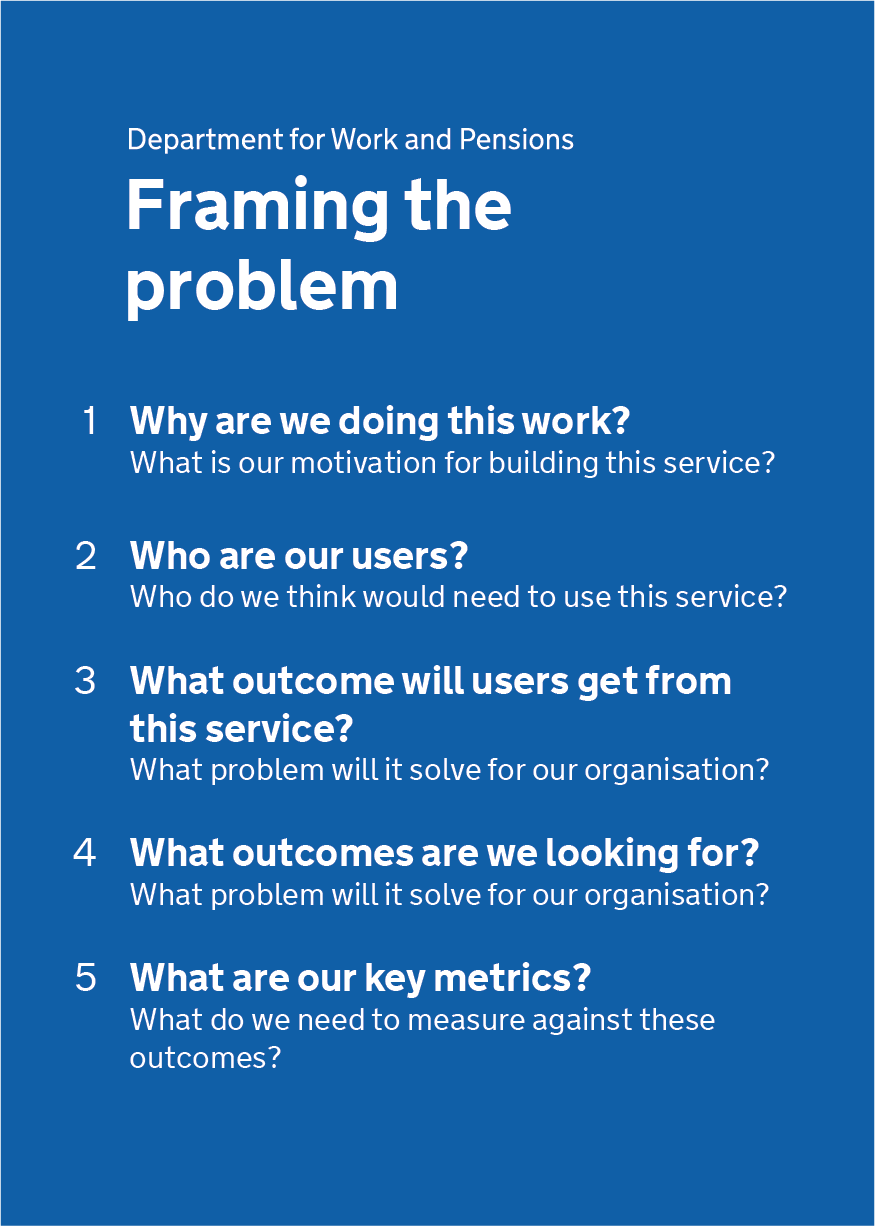 Department for Work and Pensions
Framing the
problem
1 Why are we doing this work?
What is our motivation for building this service?
2 Who are our users?
Who do we think would need to use this service?
3 What outcome will users get from
this service?
What problem will it solve for our organisation?
4 What outcomes are we looking for?
What problem will it solve for our organisation?
5 What are our key metrics?
What do we need to measure against these
outcomes?